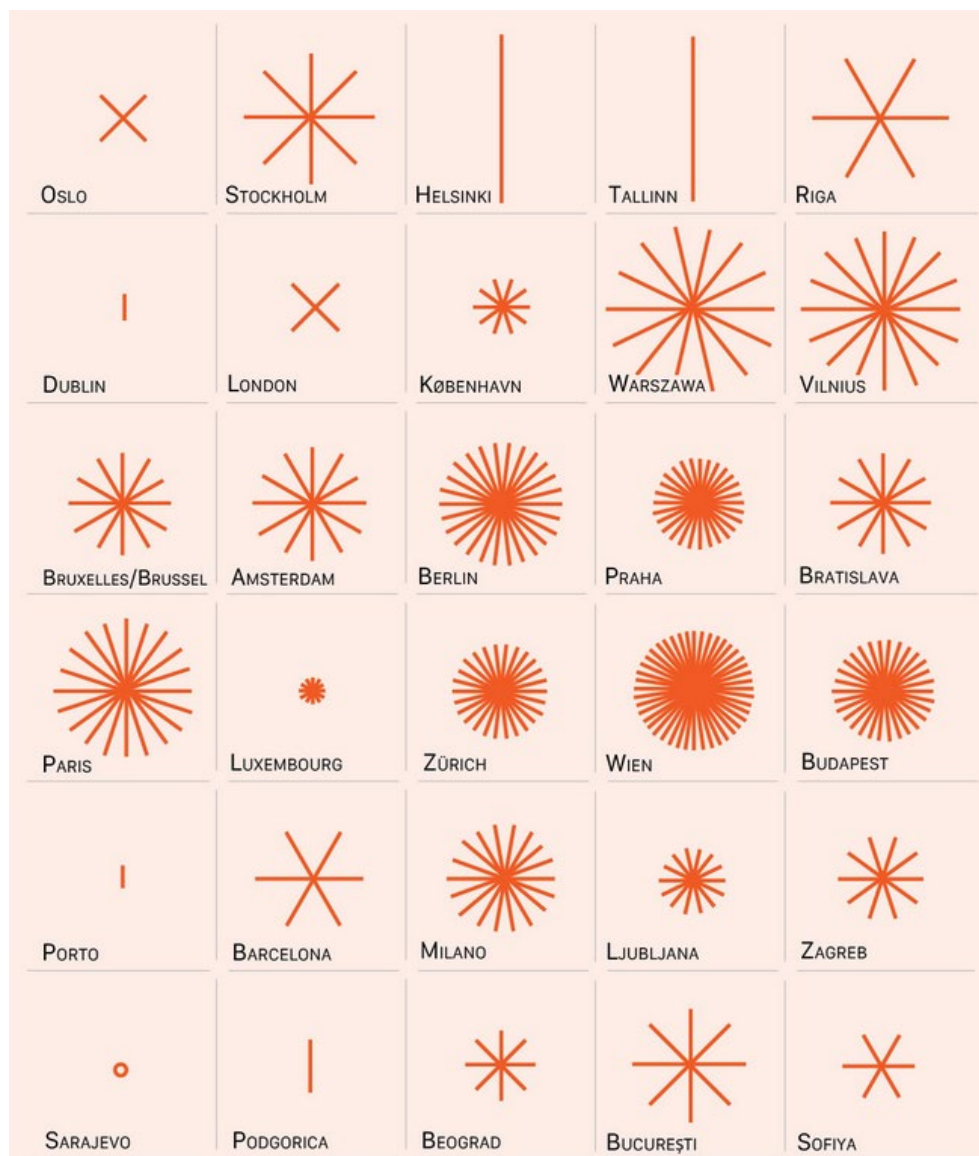 Oslo
Stockholm
Helsinki
Tallinn
Riga
Dublin
London
København
Warszawa
Vilnius
Bruxelles/Brussel
Amsterdam
Berlin
Praha
Bratislava
Paris
Luxembourg
Zürich
Wien
Budapest
Porto
Barcelona
Milano
Ljubljana
Zagreb
Sarajevo
Podgorica
Beograd
București
Sofiya